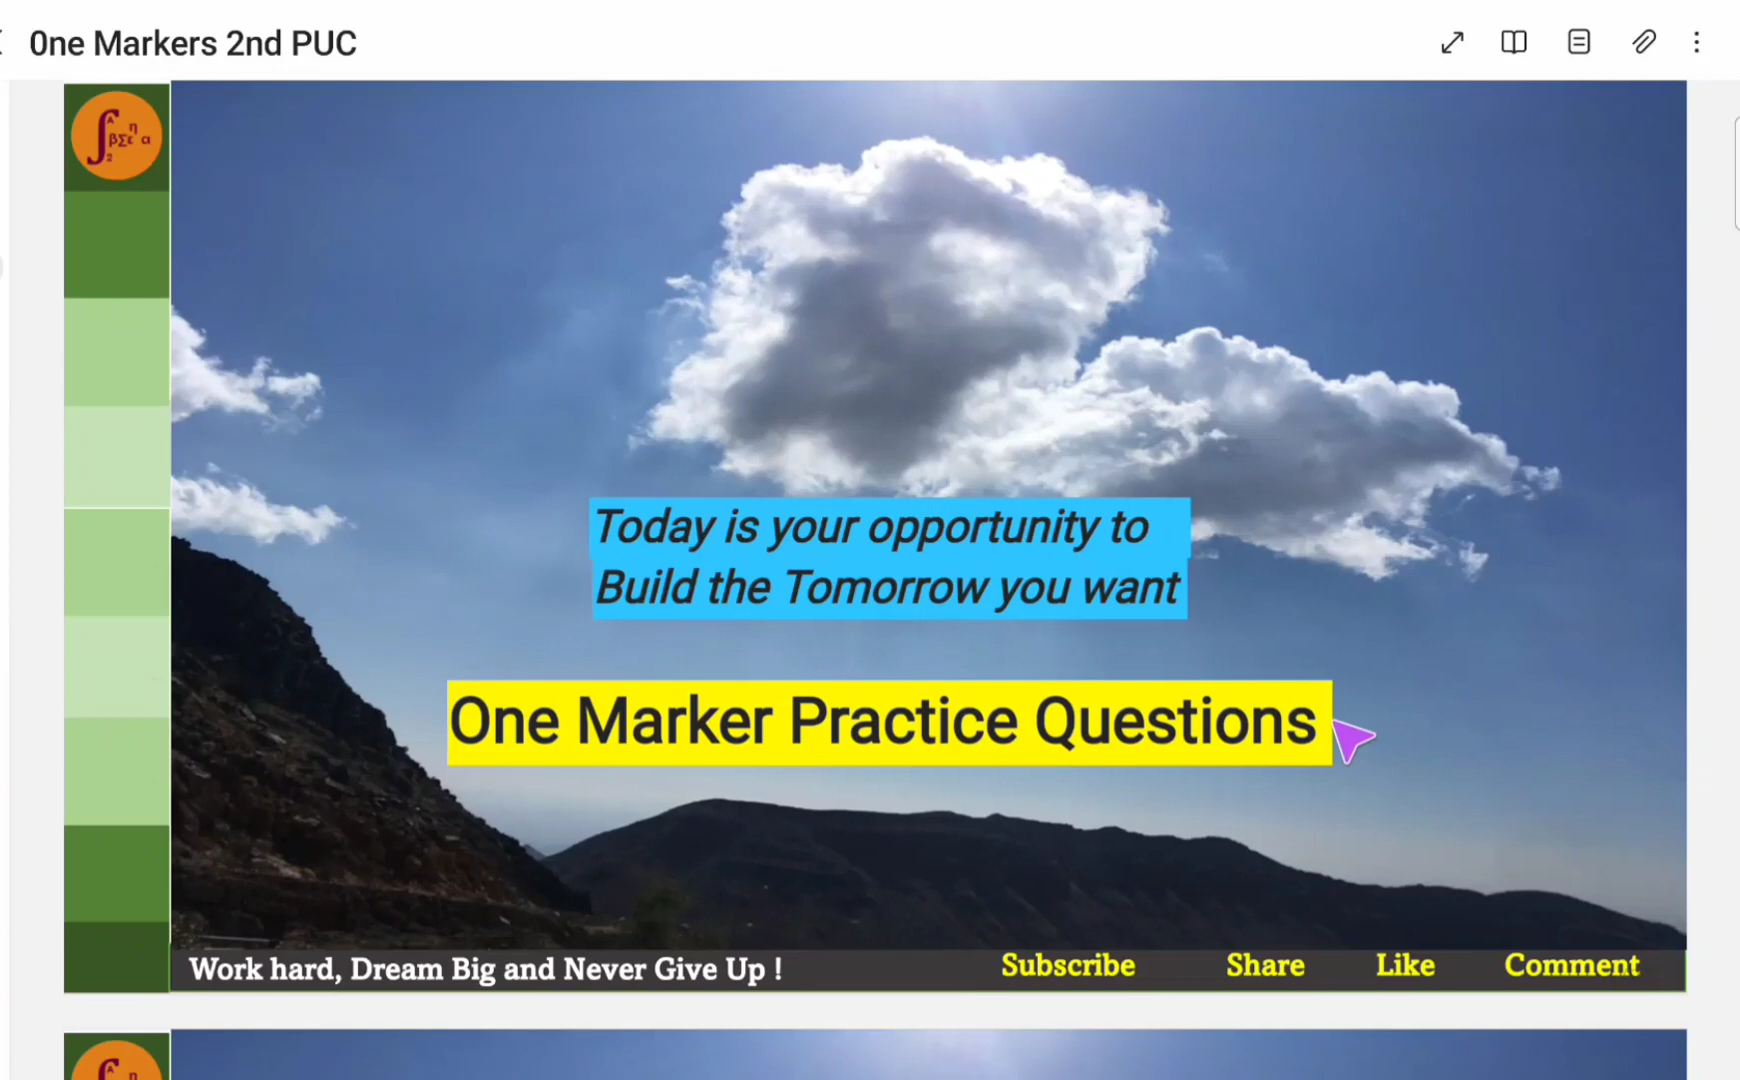 0ne Markers 2nd PUC
Today is your opportunity to
Build the Tomorrow you want
One Marker Practice Questions
Work hard, Dream Big and Never Give Up !
Subscribe Share Like Comment